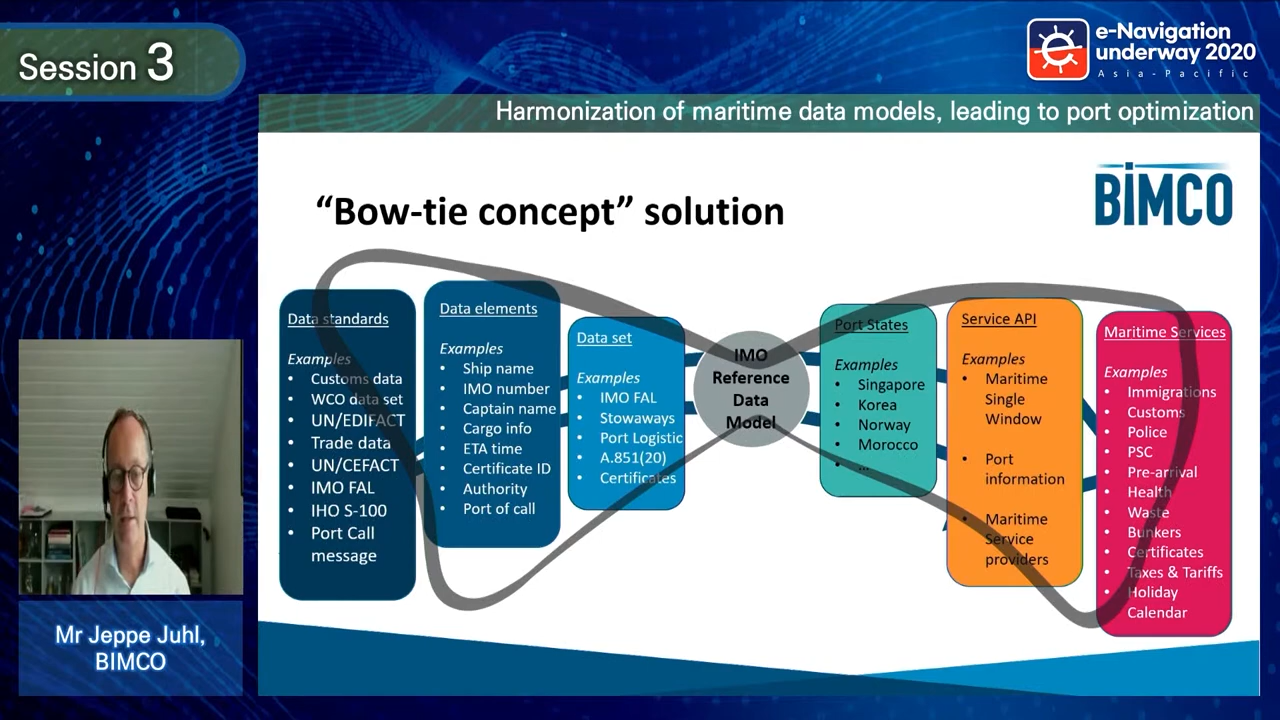 Session 3
e-Navigation
underway 2020
Asia-Pacific
Harmonization of maritime data models, leading to port optimization
BIMCO
“Bow-tie concept” solution
Data standards
Examples
• Customs data
• WCO data set
• UN/EDIFACT
• Trade data
• UN/CEFACT
• IMO FAL
• IHO S-100
• Port Call
message
Data elements
Examples
• Ship name
• IMO number
• Captain name
• Cargo info
• ETA time
• Certificate ID
• Authority
• Port of call
Data set
Examples
• IMO FAL
• Stowaways
• Port Logistic
• A.851(20)
• Certificates
IMO
Reference
Data
Model
Port States
Examples
• Singapore
• Korea
• Norway
• Morocco
• ...
Service API
Examples
• Maritime
Single
Window
• Port
information
• Maritime
Service
providers
Maritime Services
Examples
• Immigrations
• Customs
• Police
• PSC
• Pre-arrival
• Health
• Waste
• Bunkers
• Certificates
• Taxes & Tariffs
• Holiday
Calendar
Mr Jeppe Juhl,
BIMCO